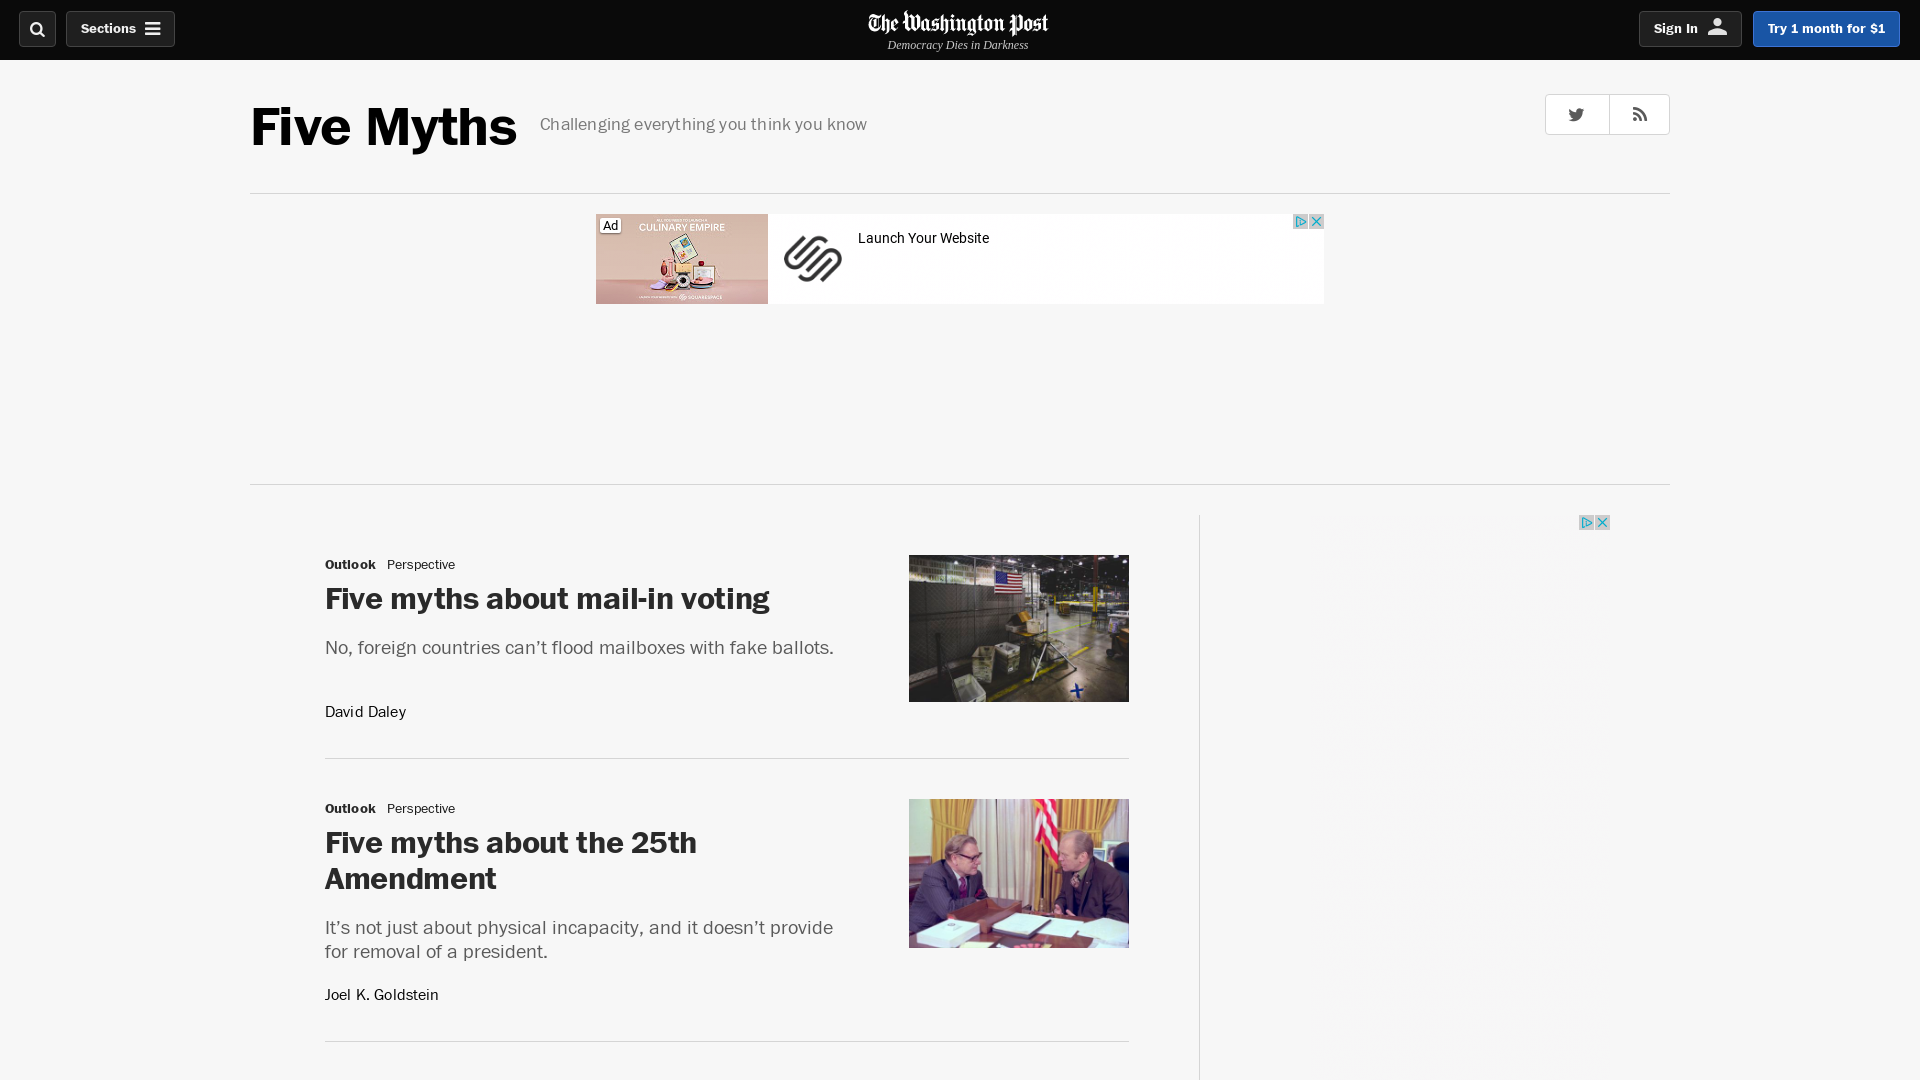 Sections
The Washington Post
Democracy Dies in Darkness
Sign In
Try 1 month for $1
Five Myths
Challenging everything you think you know
Ad
CULINARY EMPIRE
SQUARESPACE
Launch Your Website
Outlook Perspective
Five myths about mail-in voting
No, foreign countries can’t flood mailboxes with fake ballots.
David Daley
Outlook Perspective
Five myths about the 25th
Amendment
It’s not just about physical incapacity, and it doesn’t provide
for removal of a president.
Joel K. Goldstein